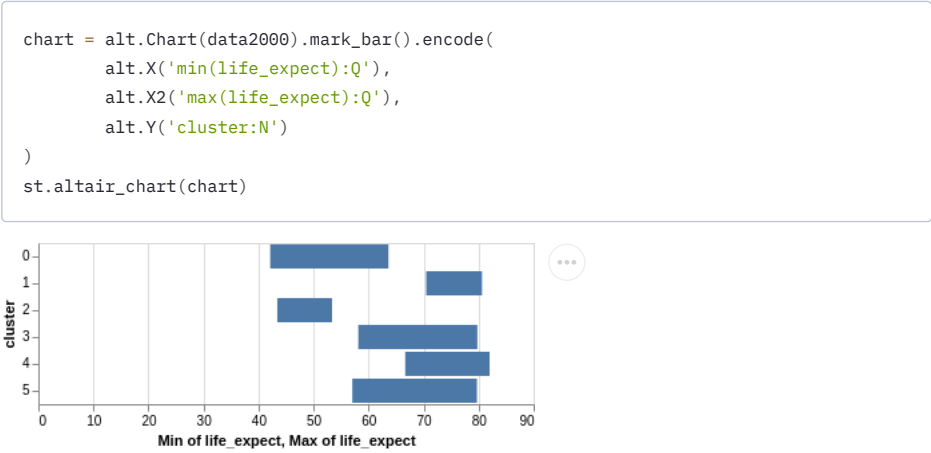 chart = alt.Chart(data2000).mark_bar().encode(
        alt.X('min(life_expect):Q'),
        alt.X2('max(life_expect):Q'),
        alt.Y('cluster:N')
)
st.altair_chart(chart)
0
1
2
3
4
5
cluster
0 10 20 30 40 50 60 70 80 90
Min of life_expect, Max of life_expect